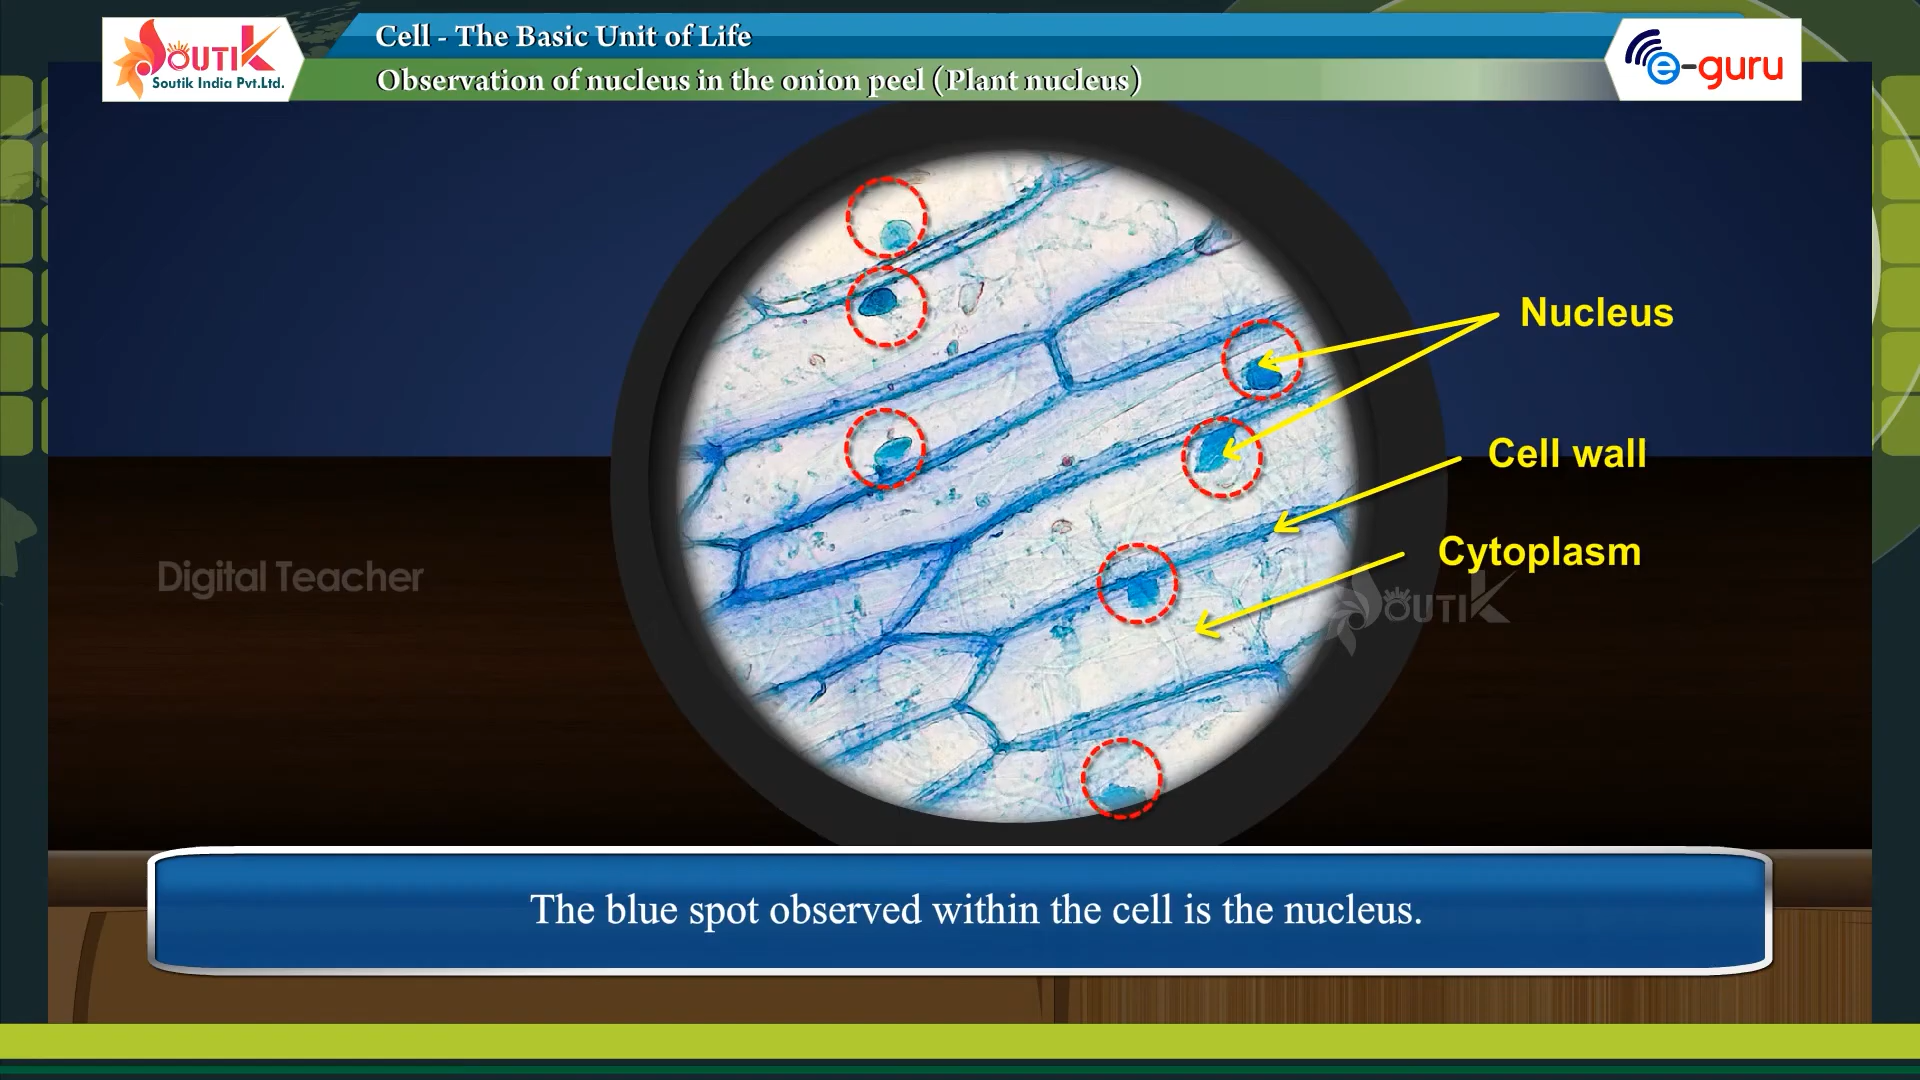 SOUTIK
Soutik India Pvt.Ltd.
Cell - The Basic Unit of Life
Observation of nucleus in the onion peel (Plant nucleus)
e-guru
Nucleus
Cell wall
Cytoplasm
Digital Teacher
SOUTIK
The blue spot observed within the cell is the nucleus.